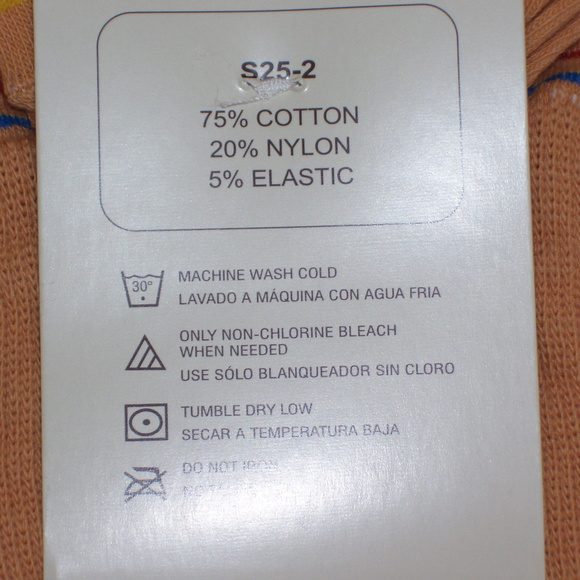 S25-2
75% COTTON
20% NYLON
5% ELASTIC
30°
MACHINE WASH COLD
LAVADO A MÁQUINA CON AGUA FRIA
ONLY NON-CHLORINE BLEACH
WHEN NEEDED
USE SÓLO BLANQUEADOR SIN CLORO
TUMBLE DRY LOW
SECAR A TEMPERATURA BAJA
DO NOT IRON